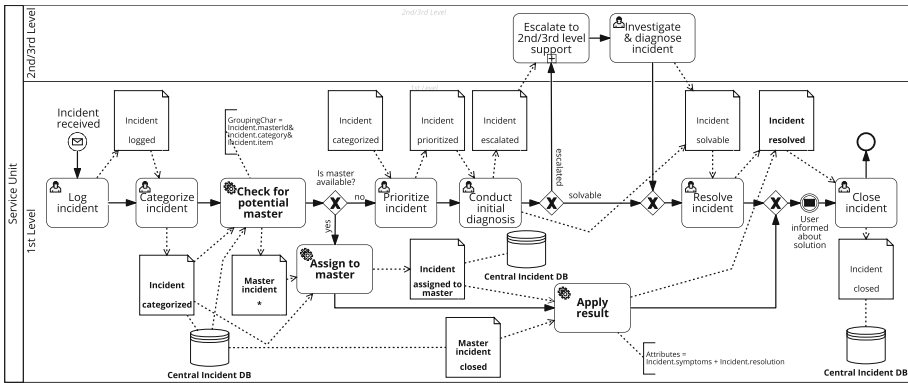 Service Unit
2nd/3rd Level
2nd/3rd Level
Escalate to
2nd/3rd level
support
Investigate
& diagnose
incident
1st Level
1st Level
Incident
received
Incident
logged
GroupingChar =
Incident.masterId&
Incident.category&
Incident.item
Incident
categorized
Incident
prioritized
Incident
escalated
Incident
solvable
Incident
resolved
Log
incident
Categorize
incident
Check for
potential
master
Is master
available?
no
yes
Prioritize
incident
Conduct
initial
diagnosis
escalated
solvable
Resolve
incident
User
informed
about
solution
Close
incident
Incident
categorized
Master
incident
*
Assign to
master
Incident
assigned to
master
Central Incident DB
Apply
result
Incident
closed
Central Incident DB
Master
incident
closed
Attributes =
Incident.symptoms + Incident.resolution
Central Incident DB